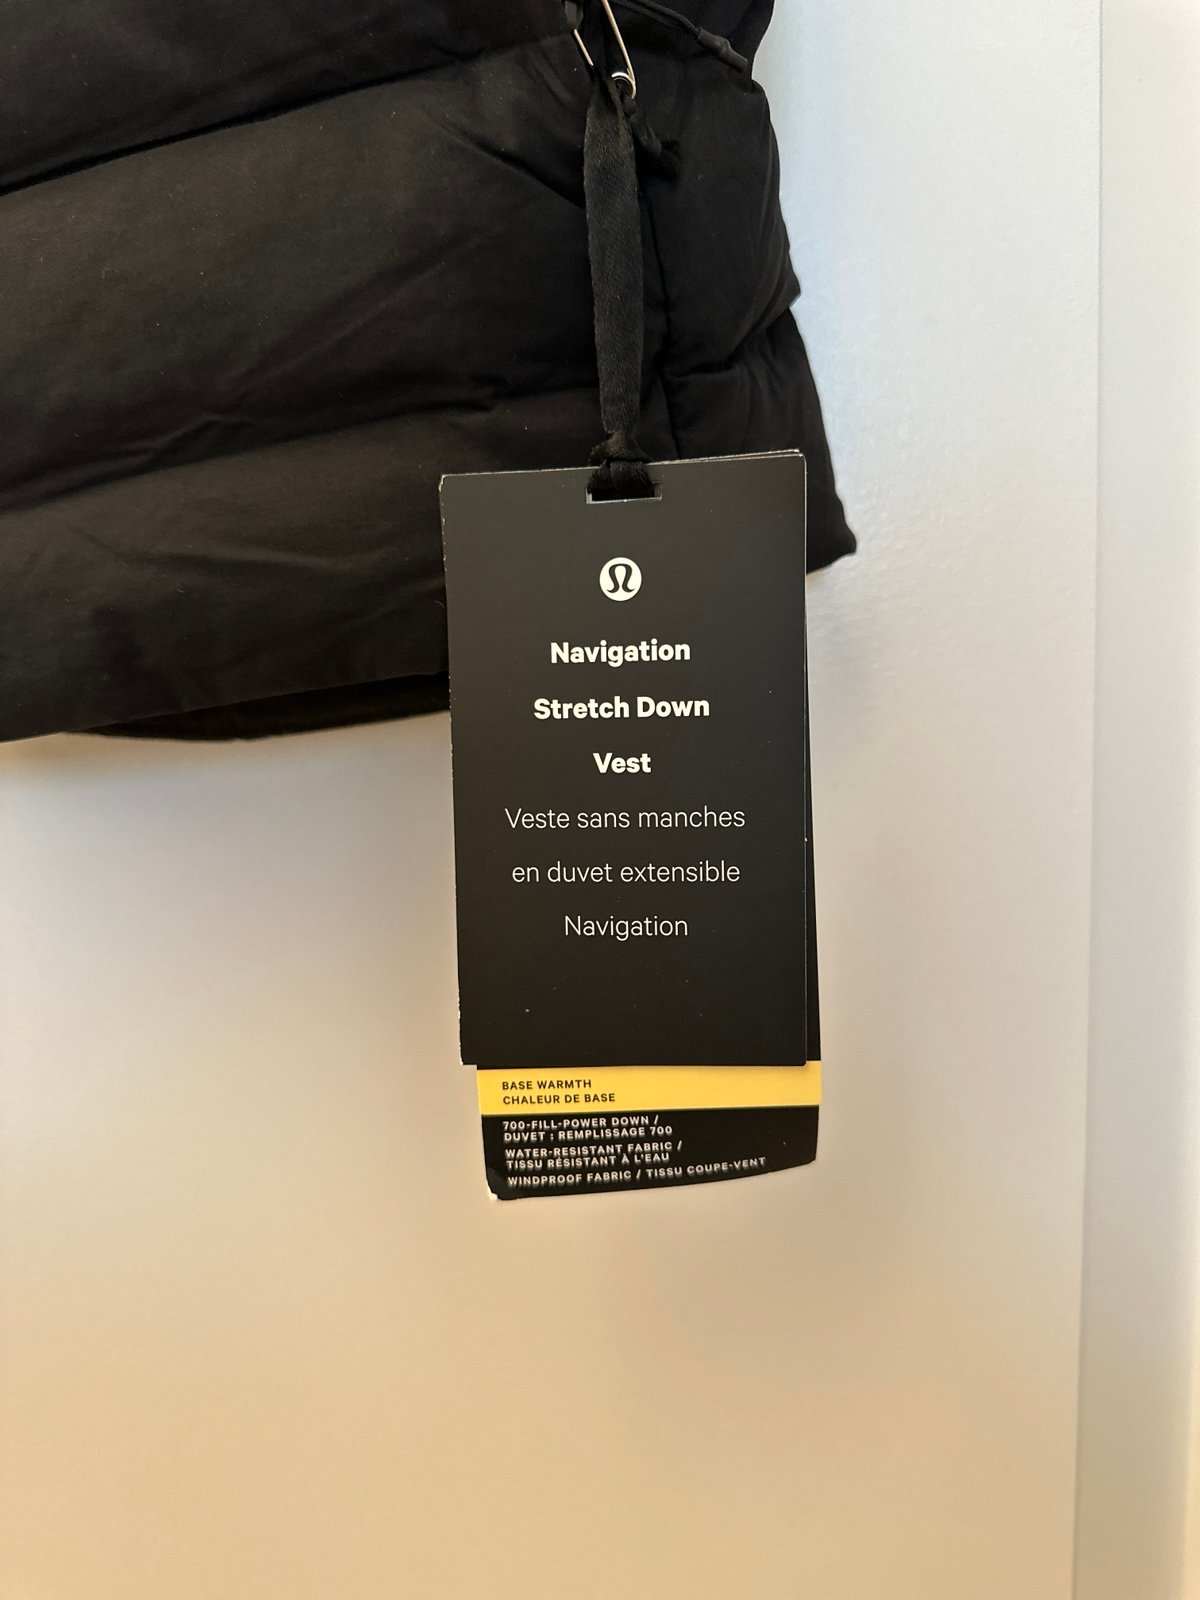 Navigation
Stretch Down
Vest
Veste sans manches
en duvet extensible
Navigation
BASE WARMTH
CHALEUR DE BASE
700-FILL-POWER DOWN /
DUVET : REMPLISSAGE 700
WATER-RESISTANT FABRIC /
TISSU RÉSISTANT À L'EAU
WINDPROOF FABRIC / TISSU COUPE-VENT